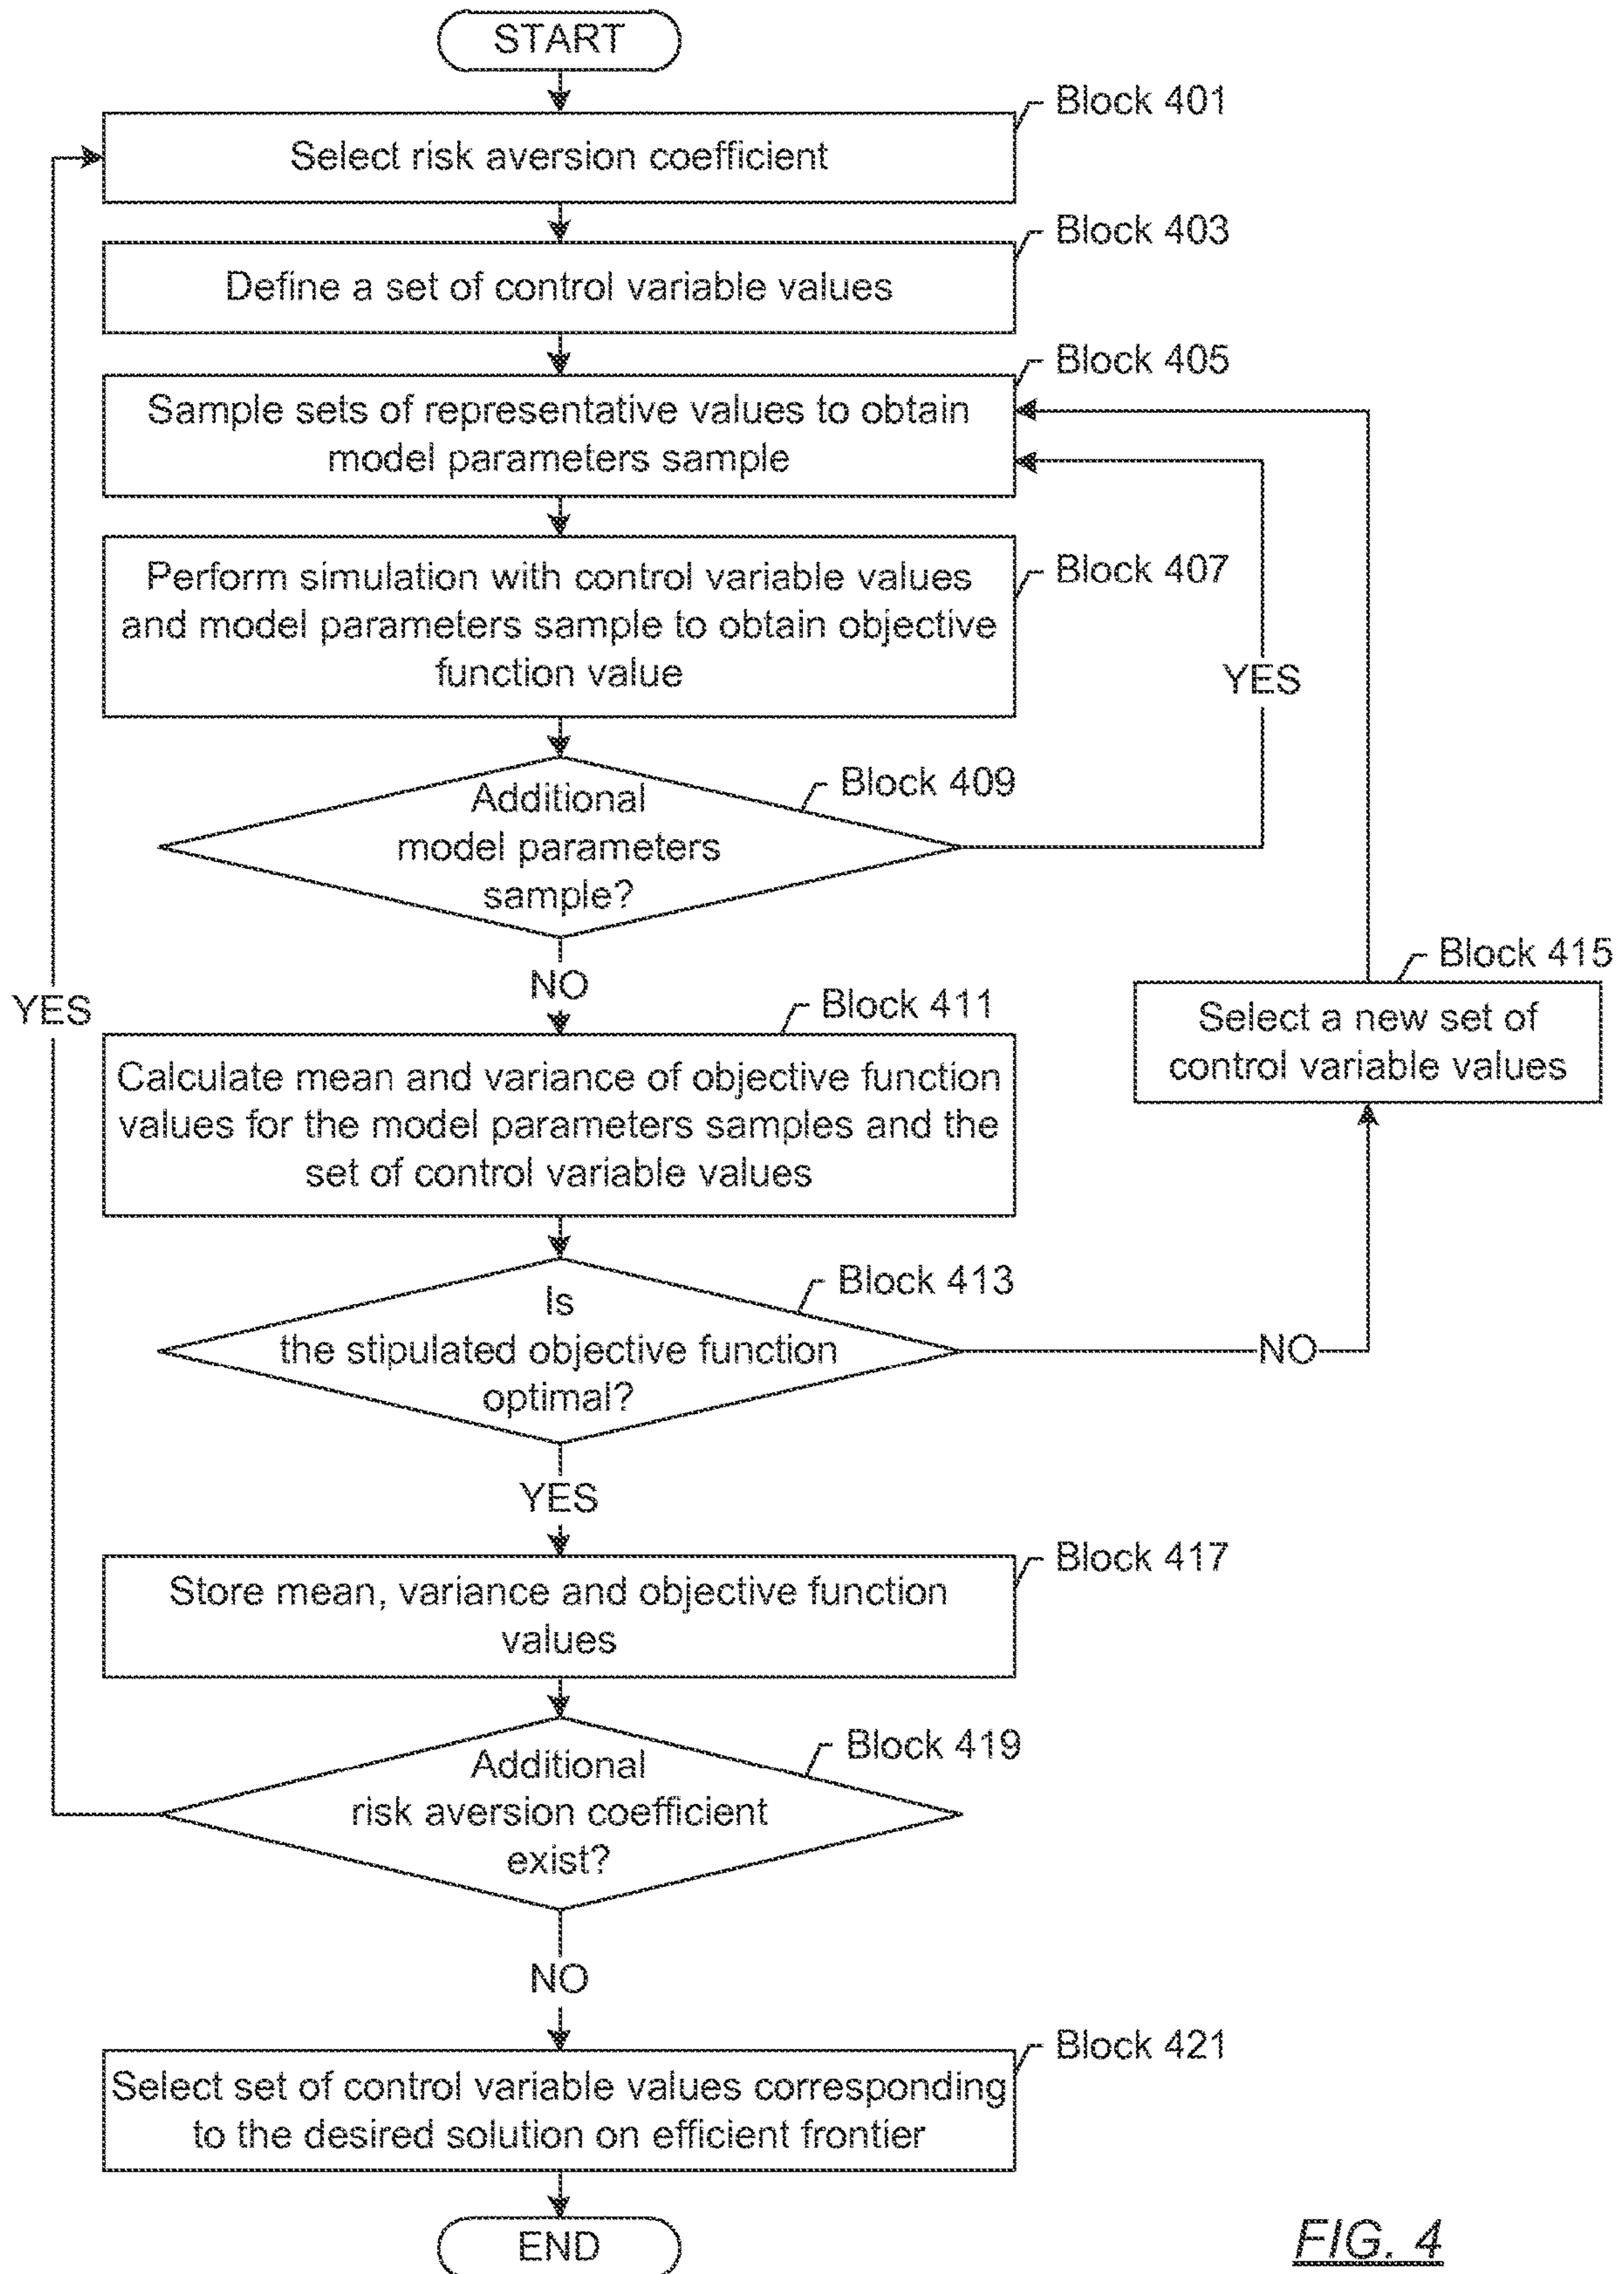 START
Block 401
Select risk aversion coefficient
Block 403
Define a set of control variable values
Block 405
Sample sets of representative values to obtain
model parameters sample
Block 407
Perform simulation with control variable values
and model parameters sample to obtain objective
function value
YES
Block 409
Additional
model parameters
sample?
NO
YES
Block 411
Calculate mean and variance of objective function
values for the model parameters samples and the
set of control variable values
Block 415
Select a new set of
control variable values
Block 413
Is
the stipulated objective function
optimal?
NO
YES
Block 417
Store mean, variance and objective function
values
Block 419
Additional
risk aversion coefficient
exist?
NO
Block 421
Select set of control variable values corresponding
to the desired solution on efficient frontier
END
FIG. 4